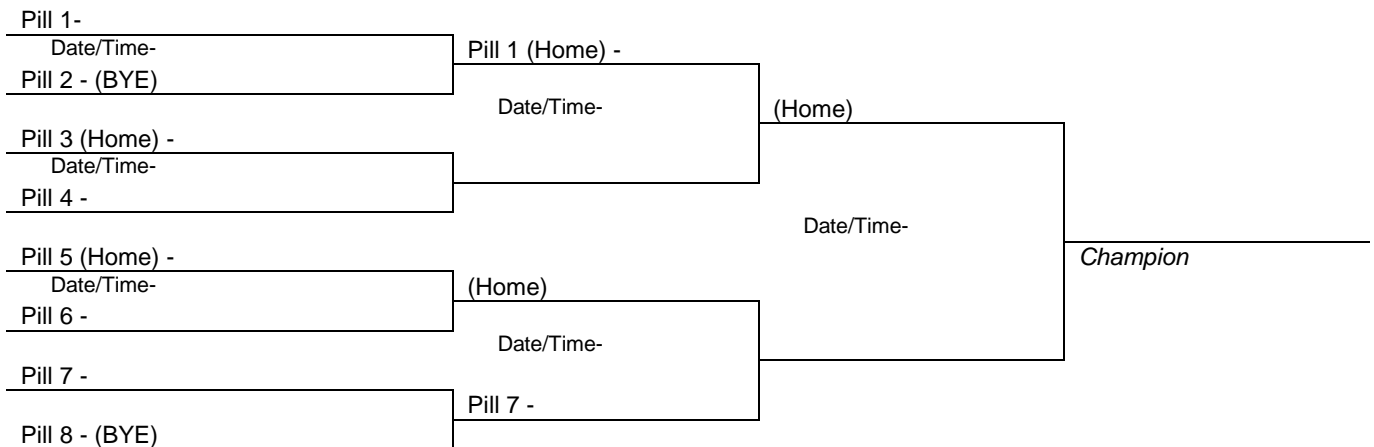 Pill 1-
Date/Time-
Pill 2 - (BYE)
Pill 3 (Home) -
Date/Time-
Pill 4 -
Pill 5 (Home) -
Date/Time-
Pill 6 -
Pill 7 -
Pill 8 - (BYE)
Pill 1 (Home) -
Date/Time-
(Home)
Date/Time-
Pill 7 -
(Home)
Date/Time-
Champion